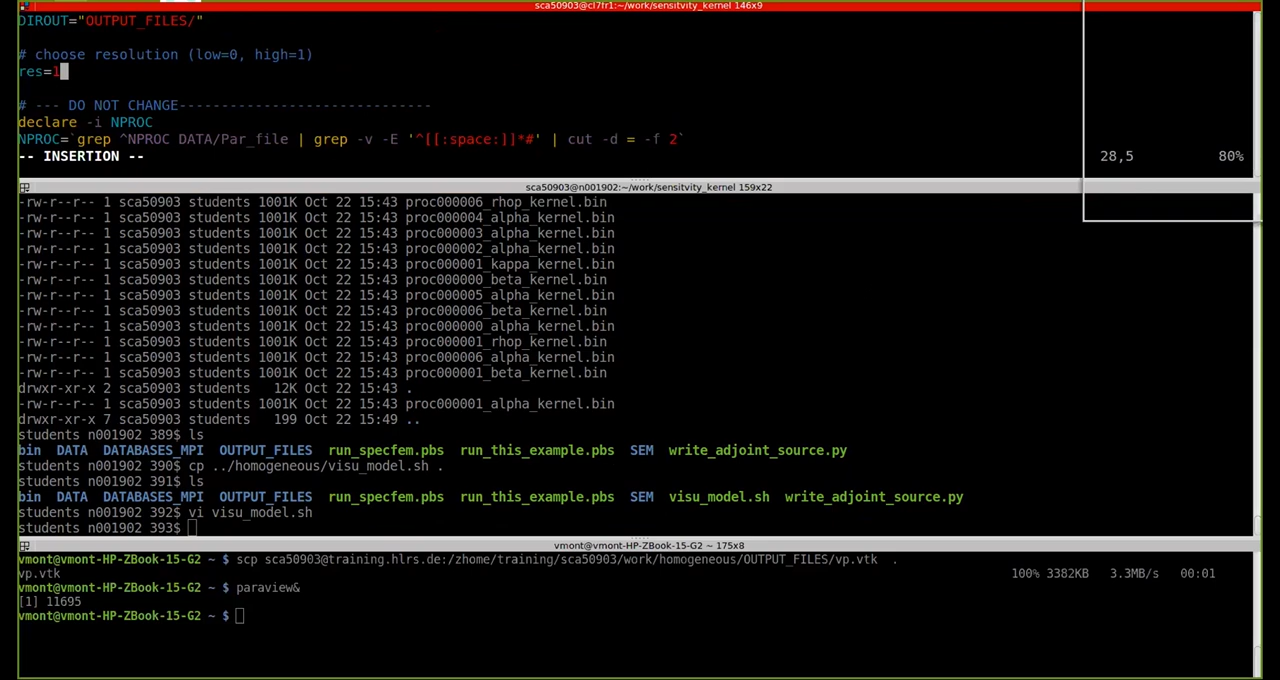 sca50903@cl7fr1:~/work/sensitvity_kernel 146x9
DIROUT="OUTPUT_FILES/"
# choose resolution (low=0, high=1)
res=1
# --- DO NOT CHANGE------------------------------
declare -i NPROC
NPROC=`grep ^NPROC DATA/Par_file | grep -v -E '^[[:space:]]*#' | cut -d = -f 2`
-- INSERTION --
28,5 80%
sca50903@n001902:~/work/sensitvity_kernel 159x22
-rw-r--r-- 1 sca50903 students 1001K Oct 22 15:43 proc000006_rhop_kernel.bin
-rw-r--r-- 1 sca50903 students 1001K Oct 22 15:43 proc000004_alpha_kernel.bin
-rw-r--r-- 1 sca50903 students 1001K Oct 22 15:43 proc000003_alpha_kernel.bin
-rw-r--r-- 1 sca50903 students 1001K Oct 22 15:43 proc000002_alpha_kernel.bin
-rw-r--r-- 1 sca50903 students 1001K Oct 22 15:43 proc000001_kappa_kernel.bin
-rw-r--r-- 1 sca50903 students 1001K Oct 22 15:43 proc000000_beta_kernel.bin
-rw-r--r-- 1 sca50903 students 1001K Oct 22 15:43 proc000005_alpha_kernel.bin
-rw-r--r-- 1 sca50903 students 1001K Oct 22 15:43 proc000006_beta_kernel.bin
-rw-r--r-- 1 sca50903 students 1001K Oct 22 15:43 proc000000_alpha_kernel.bin
-rw-r--r-- 1 sca50903 students 1001K Oct 22 15:43 proc000001_rhop_kernel.bin
-rw-r--r-- 1 sca50903 students 1001K Oct 22 15:43 proc000006_alpha_kernel.bin
-rw-r--r-- 1 sca50903 students 1001K Oct 22 15:43 proc000001_beta_kernel.bin
drwxr-xr-x 2 sca50903 students 12K Oct 22 15:43 .
-rw-r--r-- 1 sca50903 students 1001K Oct 22 15:43 proc000001_alpha_kernel.bin
drwxr-xr-x 7 sca50903 students 199 Oct 22 15:49 ..
students n001902 389$ ls
bin DATA DATABASES_MPI OUTPUT_FILES run_specfem.pbs run_this_example.pbs SEM write_adjoint_source.py
students n001902 390$ cp ../homogeneous/visu_model.sh .
students n001902 391$ ls
bin DATA DATABASES_MPI OUTPUT_FILES run_specfem.pbs run_this_example.pbs SEM visu_model.sh write_adjoint_source.py
students n001902 392$ vi visu_model.sh
students n001902 393$
vmont@vmont-HP-ZBook-15-G2 ~ 175x8
vmont@vmont-HP-ZBook-15-G2 ~ $ scp sca50903@training.hlrs.de:/zhome/training/sca50903/work/homogeneous/OUTPUT_FILES/vp.vtk .
vp.vtk 100% 3382KB 3.3MB/s 00:01
vmont@vmont-HP-ZBook-15-G2 ~ $ paraview&
[1] 11695
vmont@vmont-HP-ZBook-15-G2 ~ $